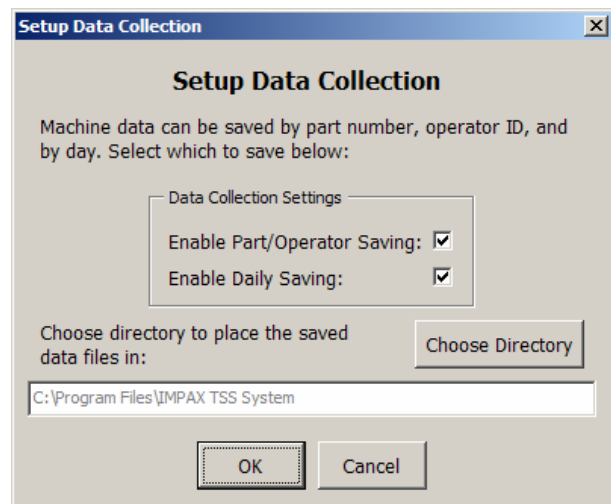 Setup Data Collection
Setup Data Collection
Machine data can be saved by part number, operator ID, and
by day. Select which to save below:
Data Collection Settings
Enable Part/Operator Saving:
Enable Daily Saving:
Choose directory to place the saved
data files in:
Choose Directory
C:\Program Files\IMPAX TSS System
OK
Cancel